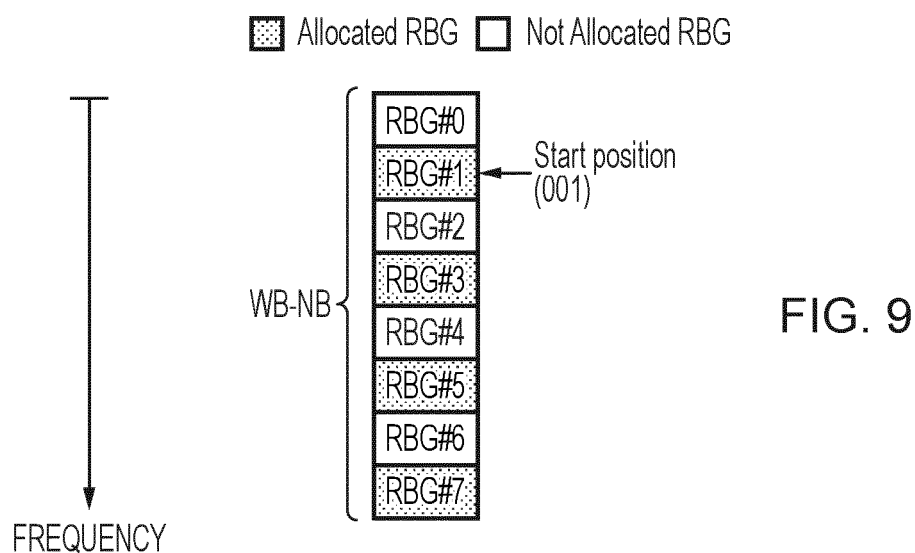 Allocated RBG Not Allocated RBG
RBG#0
RBG#1
Start position
(001)
RBG#2
RBG#3
WB-NB
RBG#4
RBG#5
RBG#6
RBG#7
FREQUENCY
FIG. 9